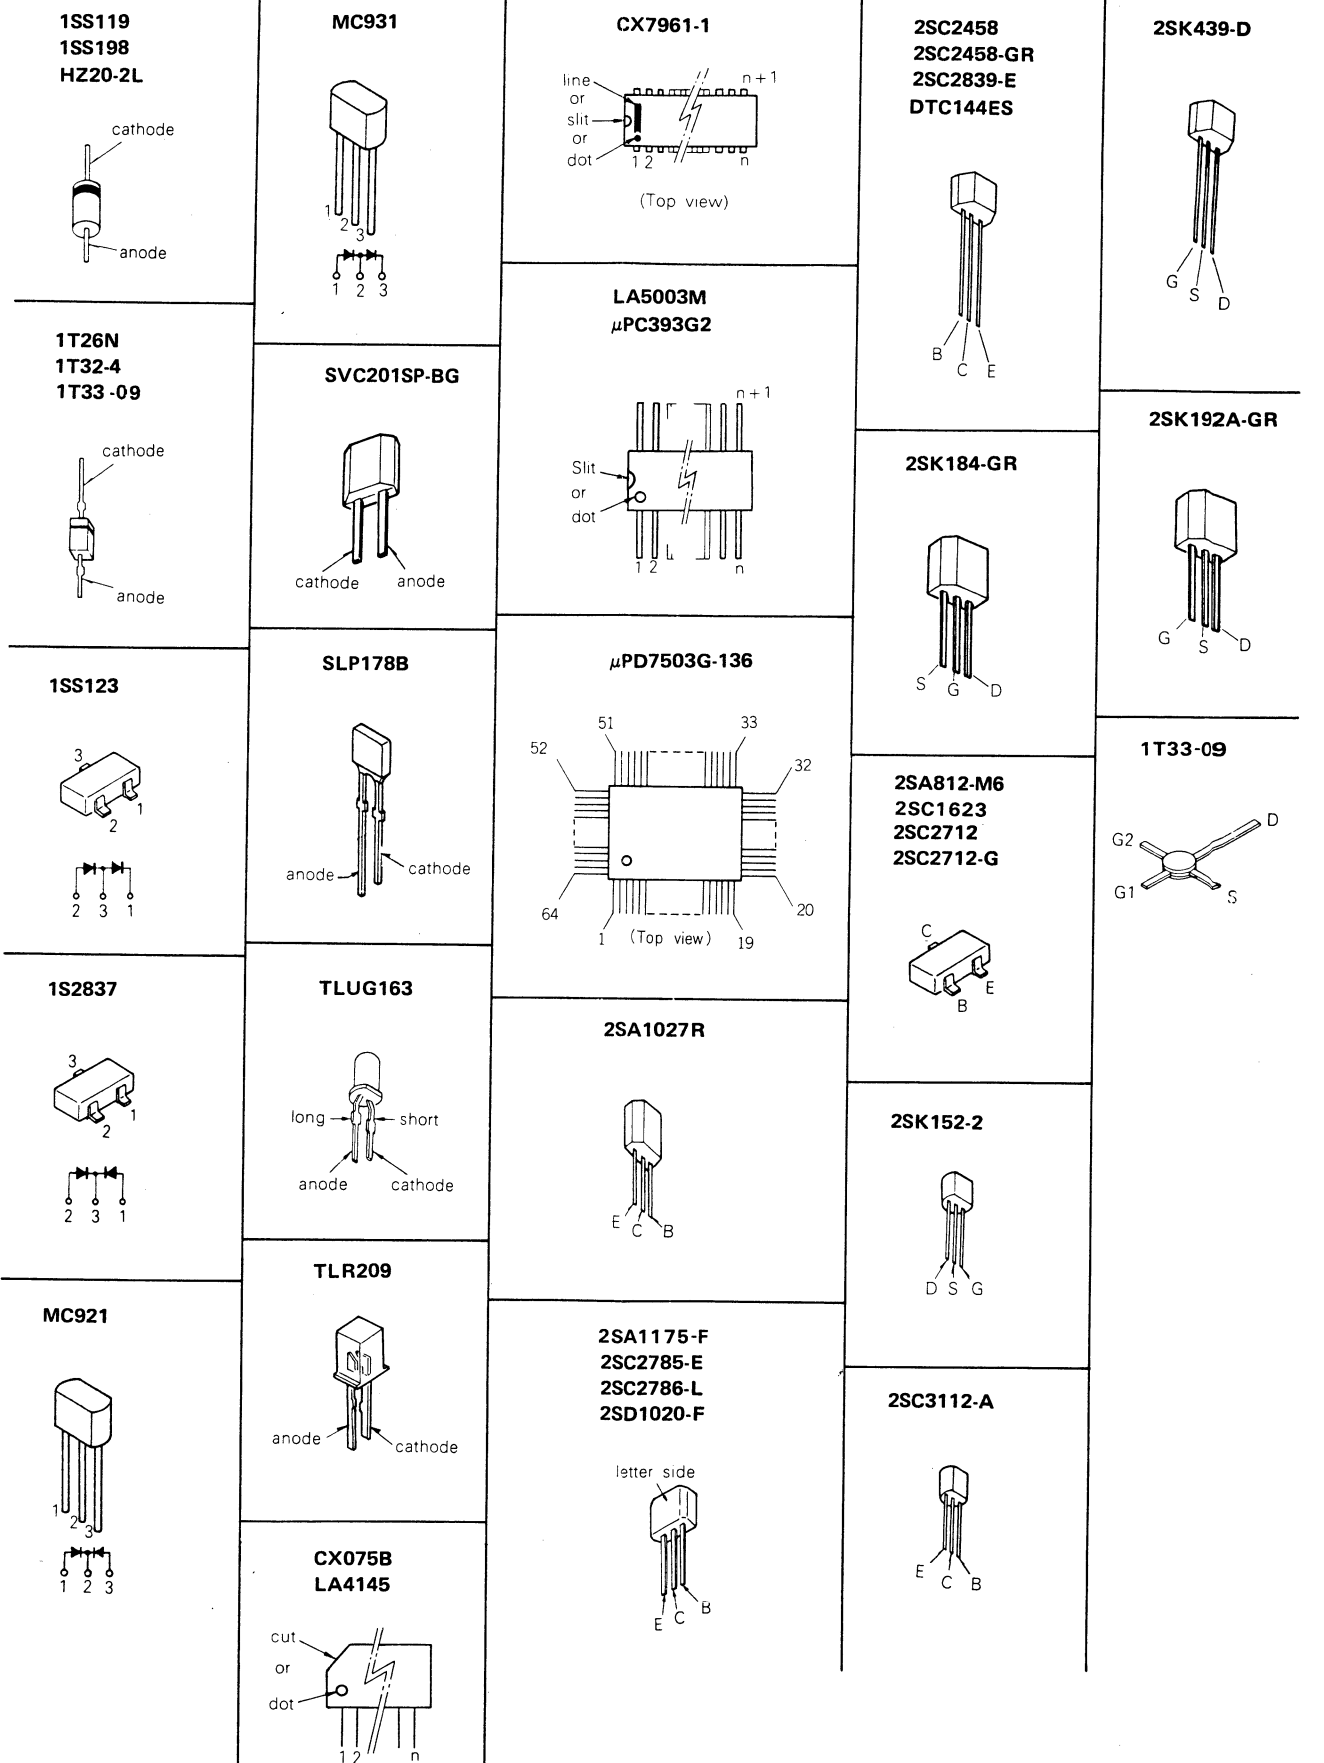 1SS119
1SS198
HZ20-2L
cathode
anode
1T26N
1T32-4
1T33-09
cathode
anode
1SS123
3
1
2
2 3 1
1S2837
3
1
2
2 3 1
MC921
1
2
3
1 2 3
MC931
1
2
3
1 2 3
SVC201SP-BG
cathode anode
SLP178B
anode cathode
TLUG163
long short
anode cathode
TLR209
anode cathode
CX075B
LA4145
cut
or
dot
1 2 n
CX7961-1
line
or
slit
or
dot
n+1
1 2 n
(Top view)
LA5003M
μPC393G2
n+1
Slit
or
dot
1 2 n
μPD7503G-136
51 33
52 32
64 20
1 (Top view) 19
2SA1027R
E C B
2SA1175-F
2SC2785-E
2SC2786-L
2SD1020-F
letter side
E C B
2SC2458
2SC2458-GR
2SC2839-E
DTC144ES
B C E
2SK184-GR
S G D
2SA812-M6
2SC1623
2SC2712
2SC2712-G
C
E
B
2SK152-2
D S G
2SC3112-A
E C B
2SK439-D
G S D
2SK192A-GR
G S D
1T33-09
D
G2
G1
S